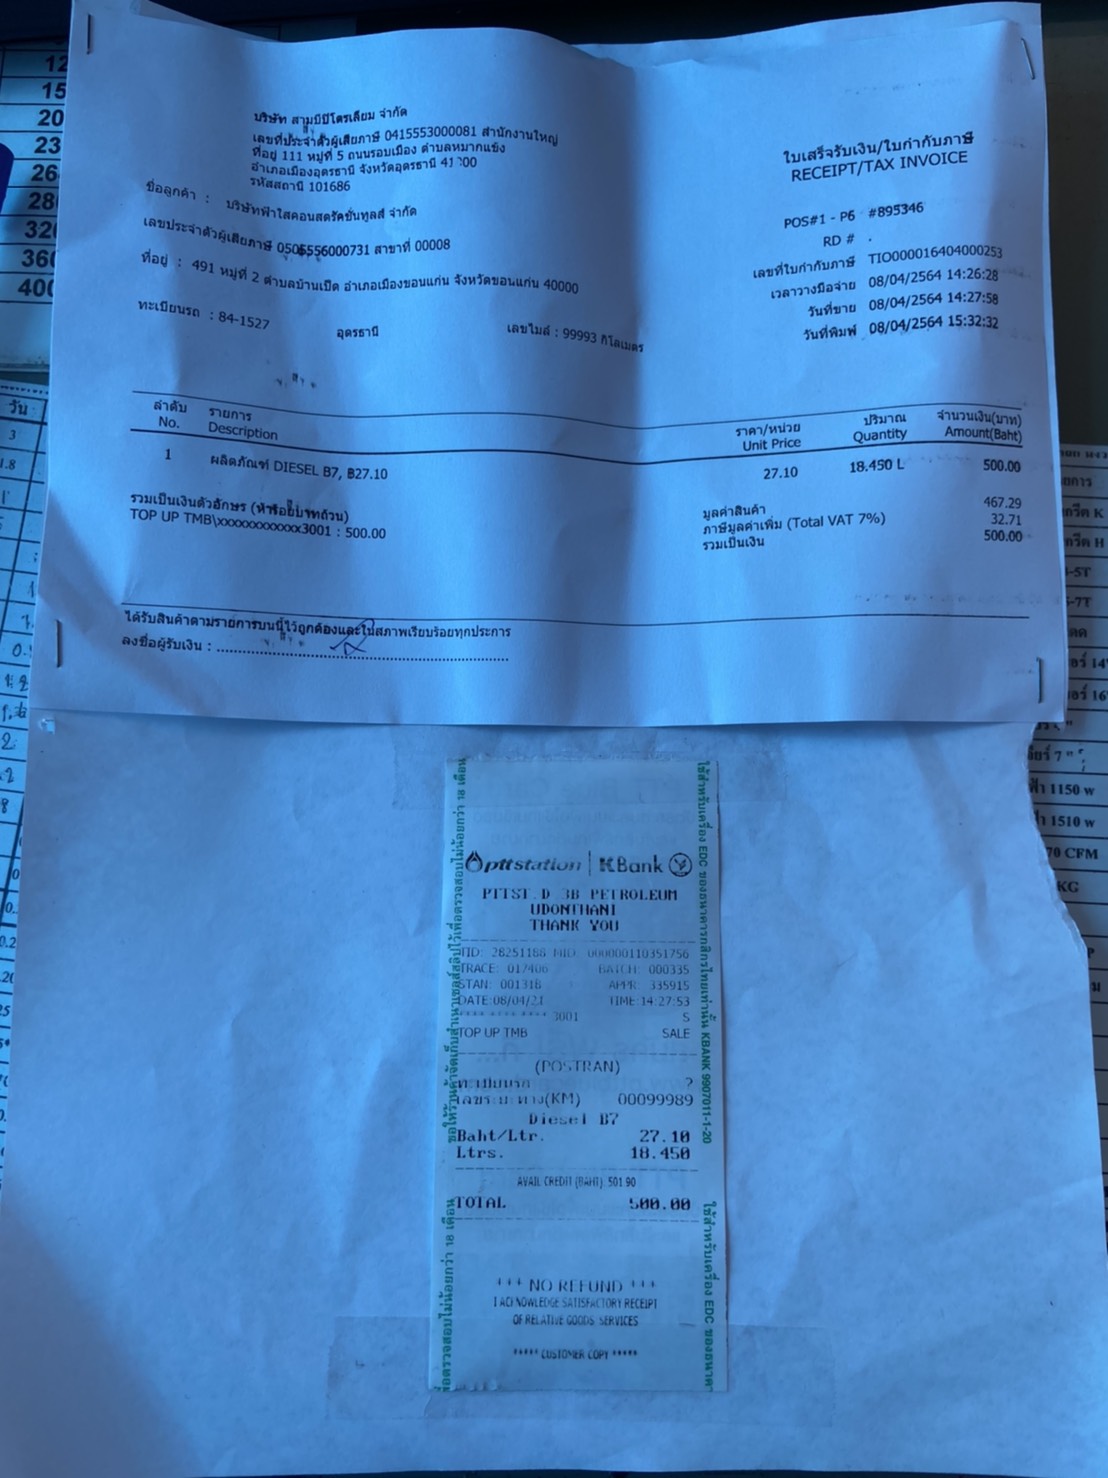 บริษัท สามบีปิโตรเลียม จำกัด
เลขที่ประจำตัวผู้เสียภาษี 0415553000081 สำนักงานใหญ่
ที่อยู่ 111 หมู่ที่ 5 ถนนรอบเมือง ตำบลหมากแข้ง
อำเภอเมืองอุดรธานี จังหวัดอุดรธานี
รหัสสถานี 101686
ใบเสร็จรับเงิน/ใบกำกับภาษี
RECEIPT/TAX INVOICE
ชื่อลูกค้า : บริษัทฟ้าใสคอนสตรัคชั่นทูลส์ จำกัด
เลขประจำตัวผู้เสียภาษี 0505556000731 สาขาที่ 00008
ที่อยู่ : 491 หมู่ที่ 2 ตำบลบ้านเป็ด อำเภอเมืองขอนแก่น จังหวัดขอนแก่น 40000
ทะเบียนรถ : 84-1527 อุดรธานี เลขไมล์ : 99993 กิโลเมตร
POS#1 - P6 #895346
RD # .
เลขที่ใบกำกับภาษี TIO000016404000253
เวลาวางมือจ่าย 08/04/2564 14:26:28
วันที่ขาย 08/04/2564 14:27:58
วันที่พิมพ์ 08/04/2564 15:32:32
ลำดับ รายการ ราคา/หน่วย ปริมาณ จำนวนเงิน(บาท)
No. Description Unit Price Quantity Amount(Baht)
1 ผลิตภัณฑ์ DIESEL B7, ฿27.10 27.10 18.450 L 500.00
รวมเป็นเงินตัวอักษร (ห้าร้อยบาทถ้วน)
TOP UP TMB\xxxxxxxxxxxx3001 : 500.00
มูลค่าสินค้า 467.29
ภาษีมูลค่าเพิ่ม (Total VAT 7%) 32.71
รวมเป็นเงิน 500.00
ได้รับสินค้าตามรายการบนนี้ไว้ถูกต้องและในสภาพเรียบร้อยทุกประการ
ลงชื่อผู้รับเงิน :
pttstation | KBank
PTTST.D 3B PETROLEUM
UDONTHANI
THANK YOU
TID: 28251188 MID: 000000110351756
TRACE: 017406 BATCH: 000335
STAN: 001318 APPR: 335915
DATE:08/04/21 TIME:14:27:53
**** **** **** 3001 S
TOP UP TMB SALE
(POSTRAN)
ทะเบียนรถ ?
เลขระยะทาง(KM) 00099989
Diesel B7
Baht/Ltr. 27.10
Ltrs. 18.450
AVAIL CREDIT (BAHT): 501.90
TOTAL 500.00
+++ NO REFUND +++
I ACKNOWLEDGE SATISFACTORY RECEIPT
OF RELATIVE GOODS, SERVICES
***** CUSTOMER COPY *****
ใช้สำหรับเครื่อง EDC ของธนาคารกสิกรไทยเท่านั้น KBANK 9907011-1-20
ใช้สำหรับเครื่อง EDC ของธนาคา